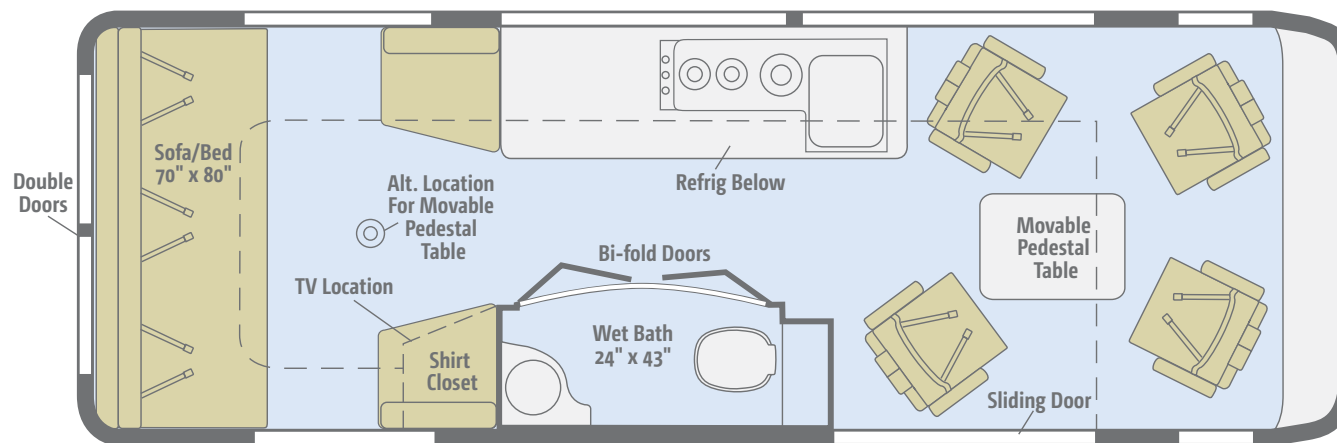 Double
Doors
Sofa/Bed
70" x 80"
Alt. Location
For Movable
Pedestal
Table
TV Location
Shirt
Closet
Bi-fold Doors
Wet Bath
24" x 43"
Refrig Below
Movable
Pedestal
Table
Sliding Door